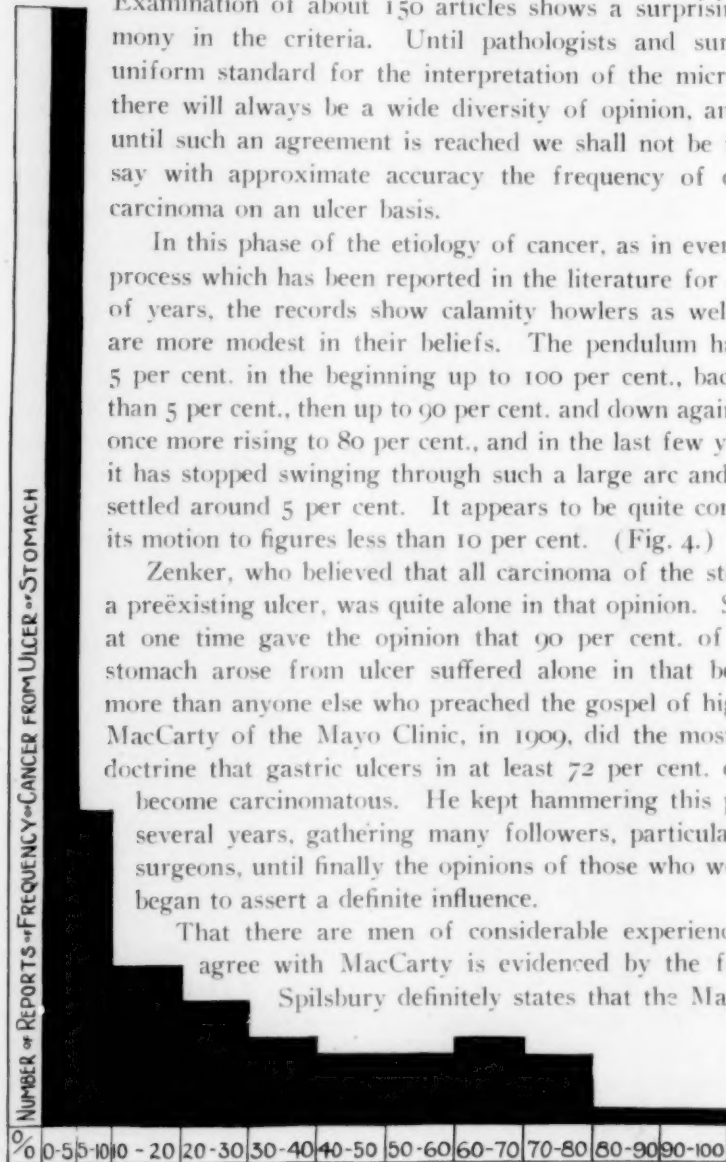 Examination of about 150 articles shows a surprisin
mony in the criteria. Until pathologists and sur
uniform standard for the interpretation of the micr
there will always be a wide diversity of opinion, ar
until such an agreement is reached we shall not be
say with approximate accuracy the frequency of
carcinoma on an ulcer basis.
In this phase of the etiology of cancer, as in ever
process which has been reported in the literature for
of years, the records show calamity howlers as wel
are more modest in their beliefs. The pendulum ha
5 per cent. in the beginning up to 100 per cent., bac
than 5 per cent., then up to 90 per cent. and down again
once more rising to 80 per cent., and in the last few y
it has stopped swinging through such a large arc and
settled around 5 per cent. It appears to be quite con
its motion to figures less than 10 per cent. (Fig. 4.)
Zenker, who believed that all carcinoma of the st
a preëxisting ulcer, was quite alone in that opinion. S
at one time gave the opinion that 90 per cent. of
stomach arose from ulcer suffered alone in that be
more than anyone else who preached the gospel of hig
MacCarty of the Mayo Clinic, in 1909, did the most
doctrine that gastric ulcers in at least 72 per cent.
become carcinomatous. He kept hammering this
several years, gathering many followers, particula
surgeons, until finally the opinions of those who w
began to assert a definite influence.
That there are men of considerable experienc
agree with MacCarty is evidenced by the f
Spilsbury definitely states that the Ma
NUMBER OF REPORTS OF FREQUENCY OF CANCER FROM ULCER OF STOMACH
% 0-5 5-10 10-20 20-30 30-40 40-50 50-60 60-70 70-80 80-90 90-100